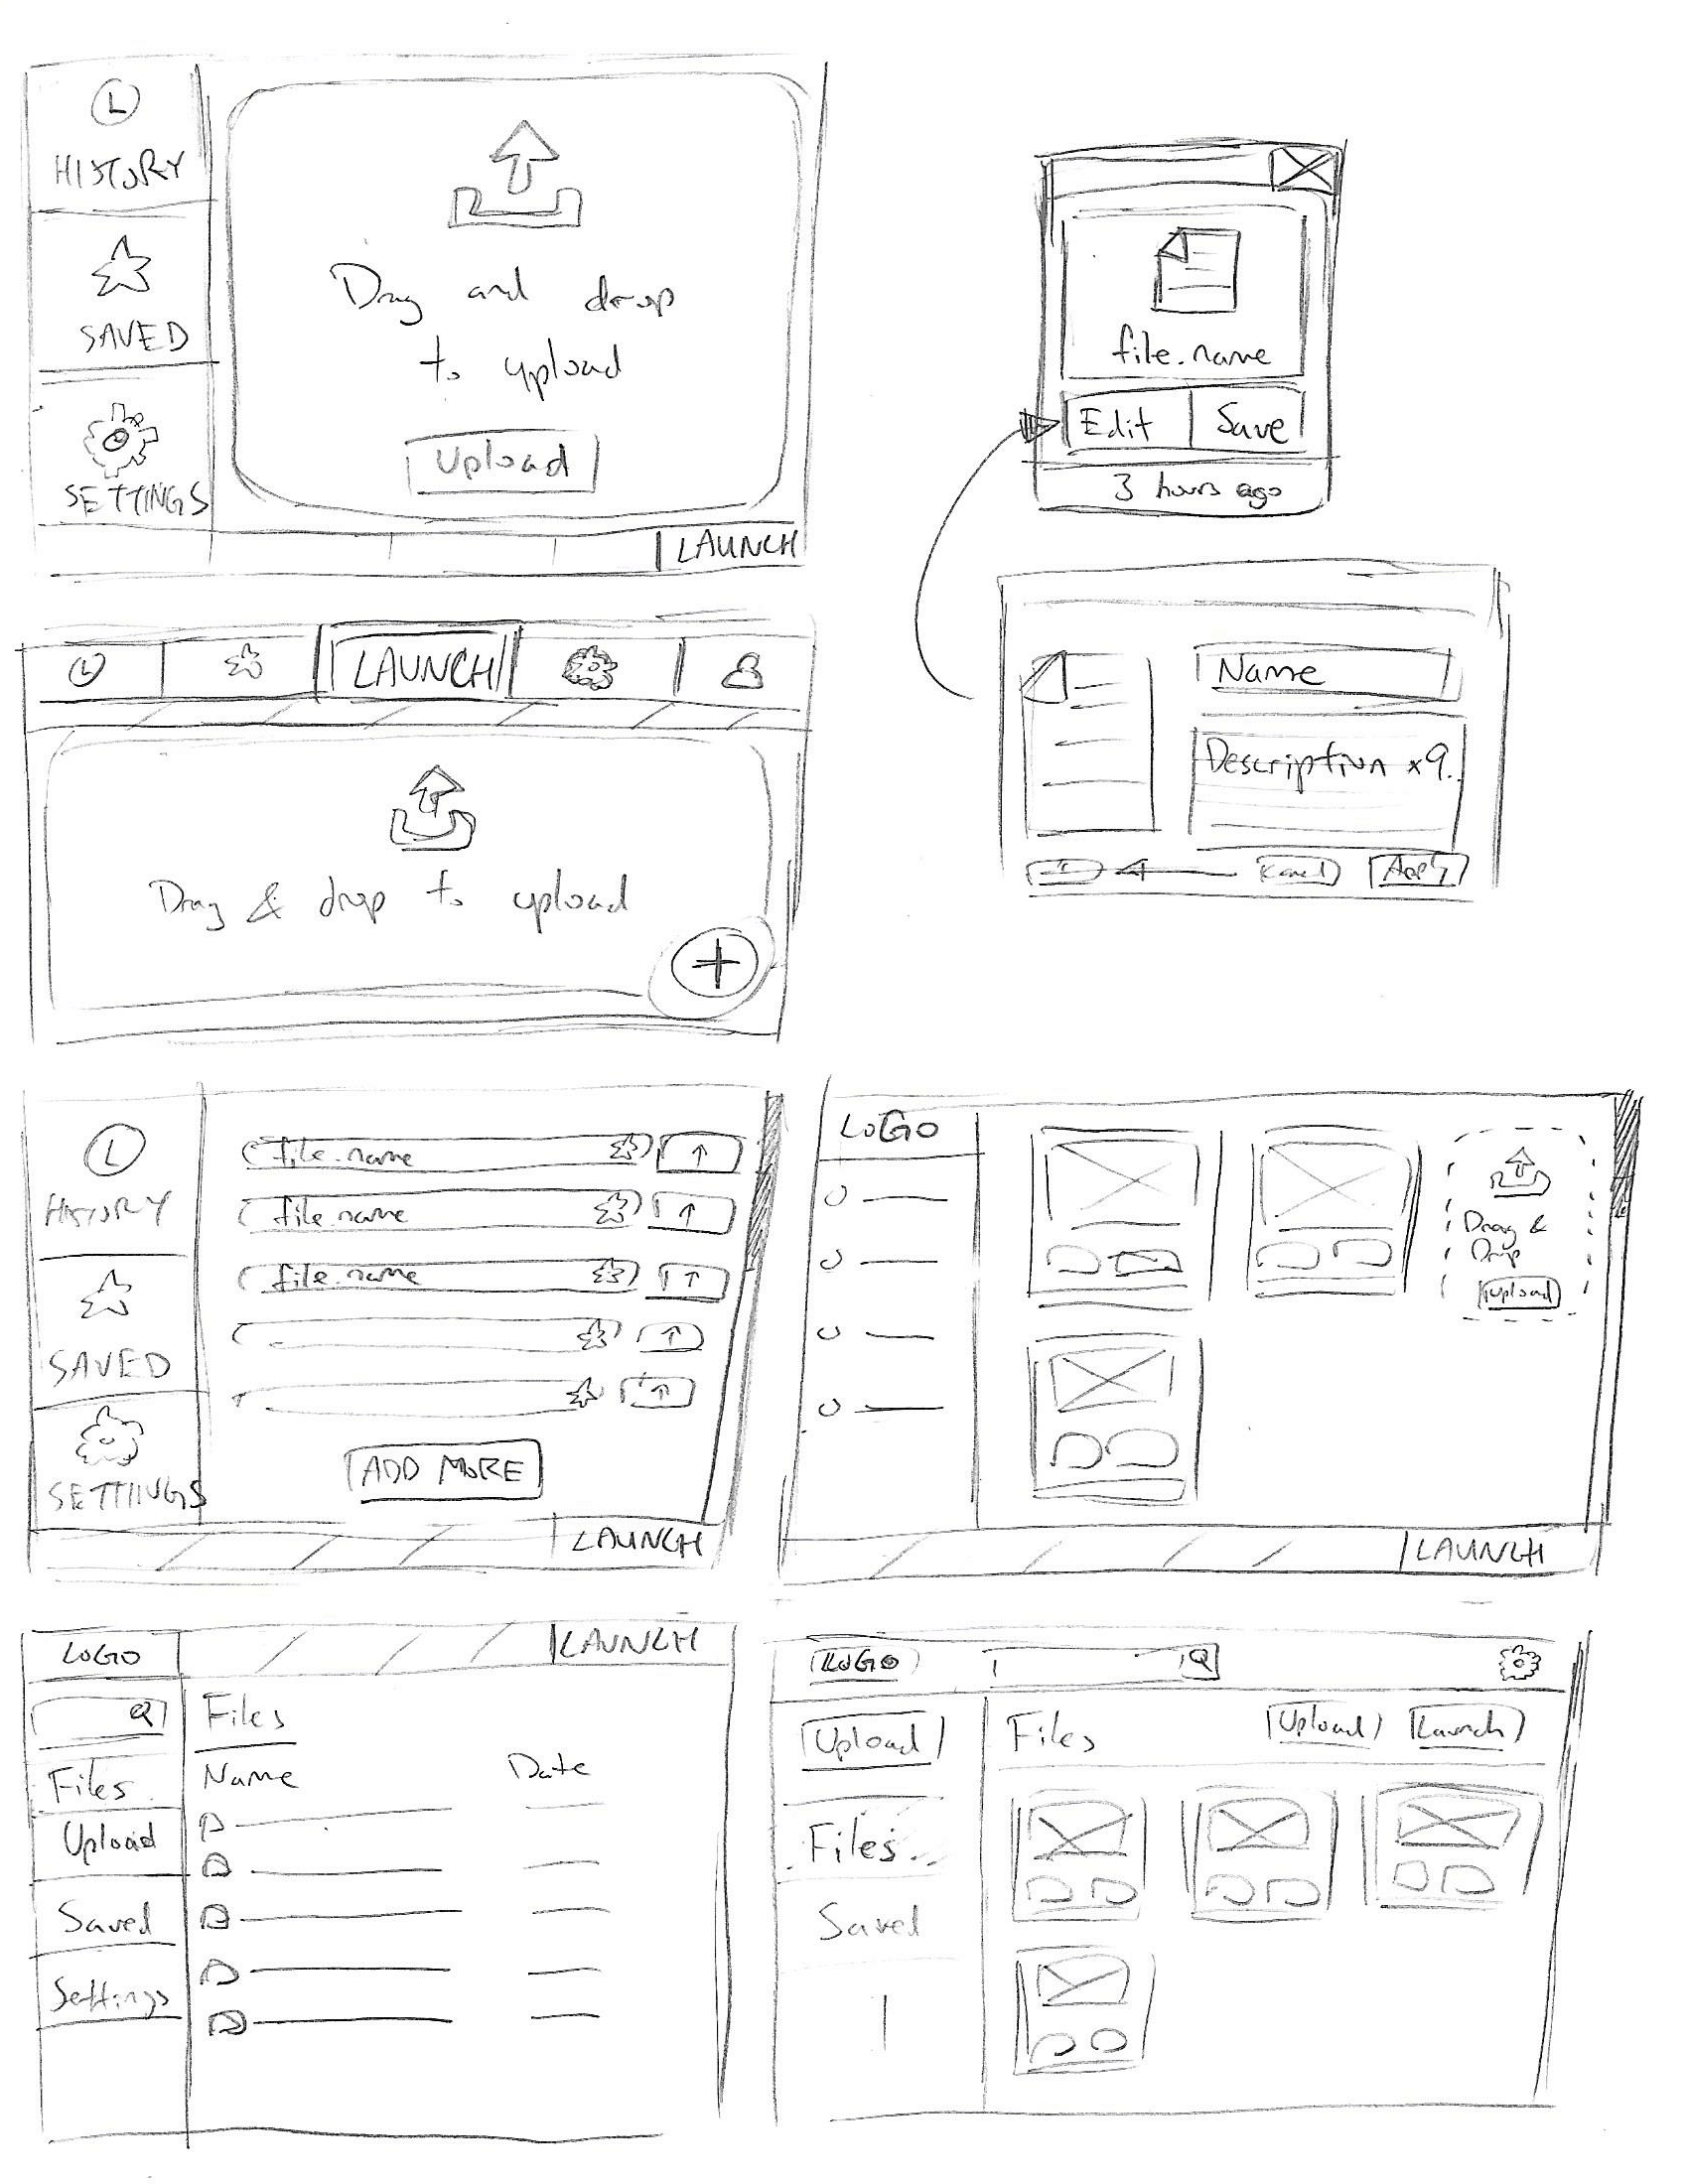 L
HISTORY
SAVED
SETTINGS
Drag and drop
to upload
Upload
LAUNCH
file.name
Edit
Save
3 hours ago
LAUNCH
Drag & drop to upload
+
Name
Description x9..
Apply
L
HISTORY
SAVED
SETTINGS
file.name
file.name
file.name
ADD MORE
LAUNCH
LOGO
Drag &
Drop
Upload
LAUNCH
LOGO
LAUNCH
Files
Upload
Saved
Settings
Files
Name
Date
LOGO
Upload
Files
Saved
Files
Upload
Launch